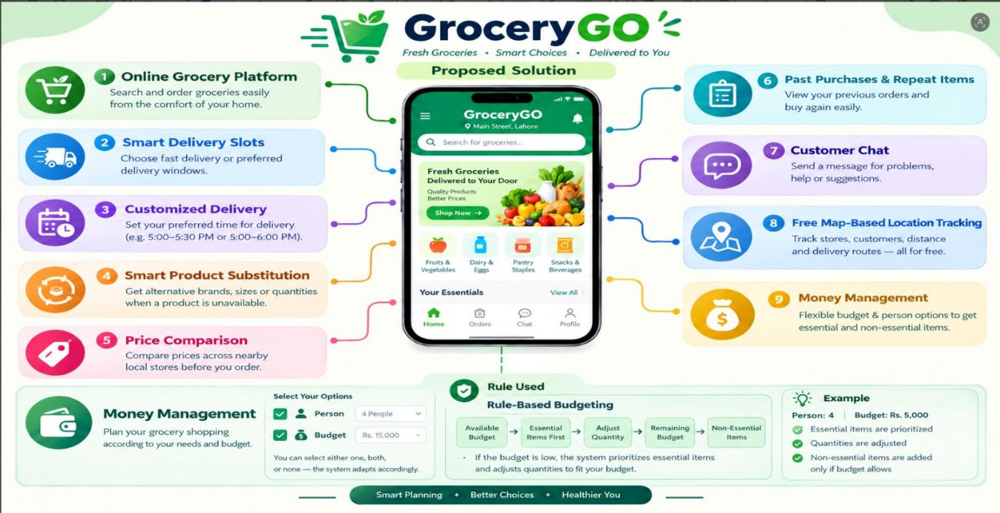 GroceryGO
Fresh Groceries • Smart Choices • Delivered to You
Proposed Solution
1 Online Grocery Platform
Search and order groceries easily
from the comfort of your home.
2 Smart Delivery Slots
Choose fast delivery or preferred
delivery windows.
3 Customized Delivery
Set your preferred time for delivery
(e.g. 5:00–5:30 PM or 5:00–6:00 PM).
4 Smart Product Substitution
Get alternative brands, sizes or quantities
when a product is unavailable.
5 Price Comparison
Compare prices across nearby
local stores before you order.
GroceryGO
Main Street, Lahore
Search for groceries...
Fresh Groceries
Delivered to Your Door
Quality Products
Better Prices
Shop Now →
Fruits &
Vegetables
Dairy &
Eggs
Pantry
Staples
Snacks &
Beverages
Your Essentials
View All >
Home
Orders
Chat
Profile
6 Past Purchases & Repeat Items
View your previous orders and
buy again easily.
7 Customer Chat
Send a message for problems,
help or suggestions.
8 Free Map-Based Location Tracking
Track stores, customers, distance
and delivery routes — all for free.
9 Money Management
Flexible budget & person options to get
essential and non-essential items.
Money Management
Plan your grocery shopping
according to your needs and budget.
Select Your Options
Person 4 People
Budget Rs. 15,000
You can select either one, both,
or none — the system adapts accordingly.
Rule Used
Rule-Based Budgeting
Available
Budget
→
Essential
Items First
→
Adjust
Quantity
→
Remaining
Budget
→
Non-Essential
Items
• If the budget is low, the system prioritizes essential items
and adjusts quantities to fit your budget.
Example
Person: 4 | Budget: Rs. 5,000
Essential items are prioritized
Quantities are adjusted
Non-essential items are added
only if budget allows
Smart Planning + Better Choices + Healthier You